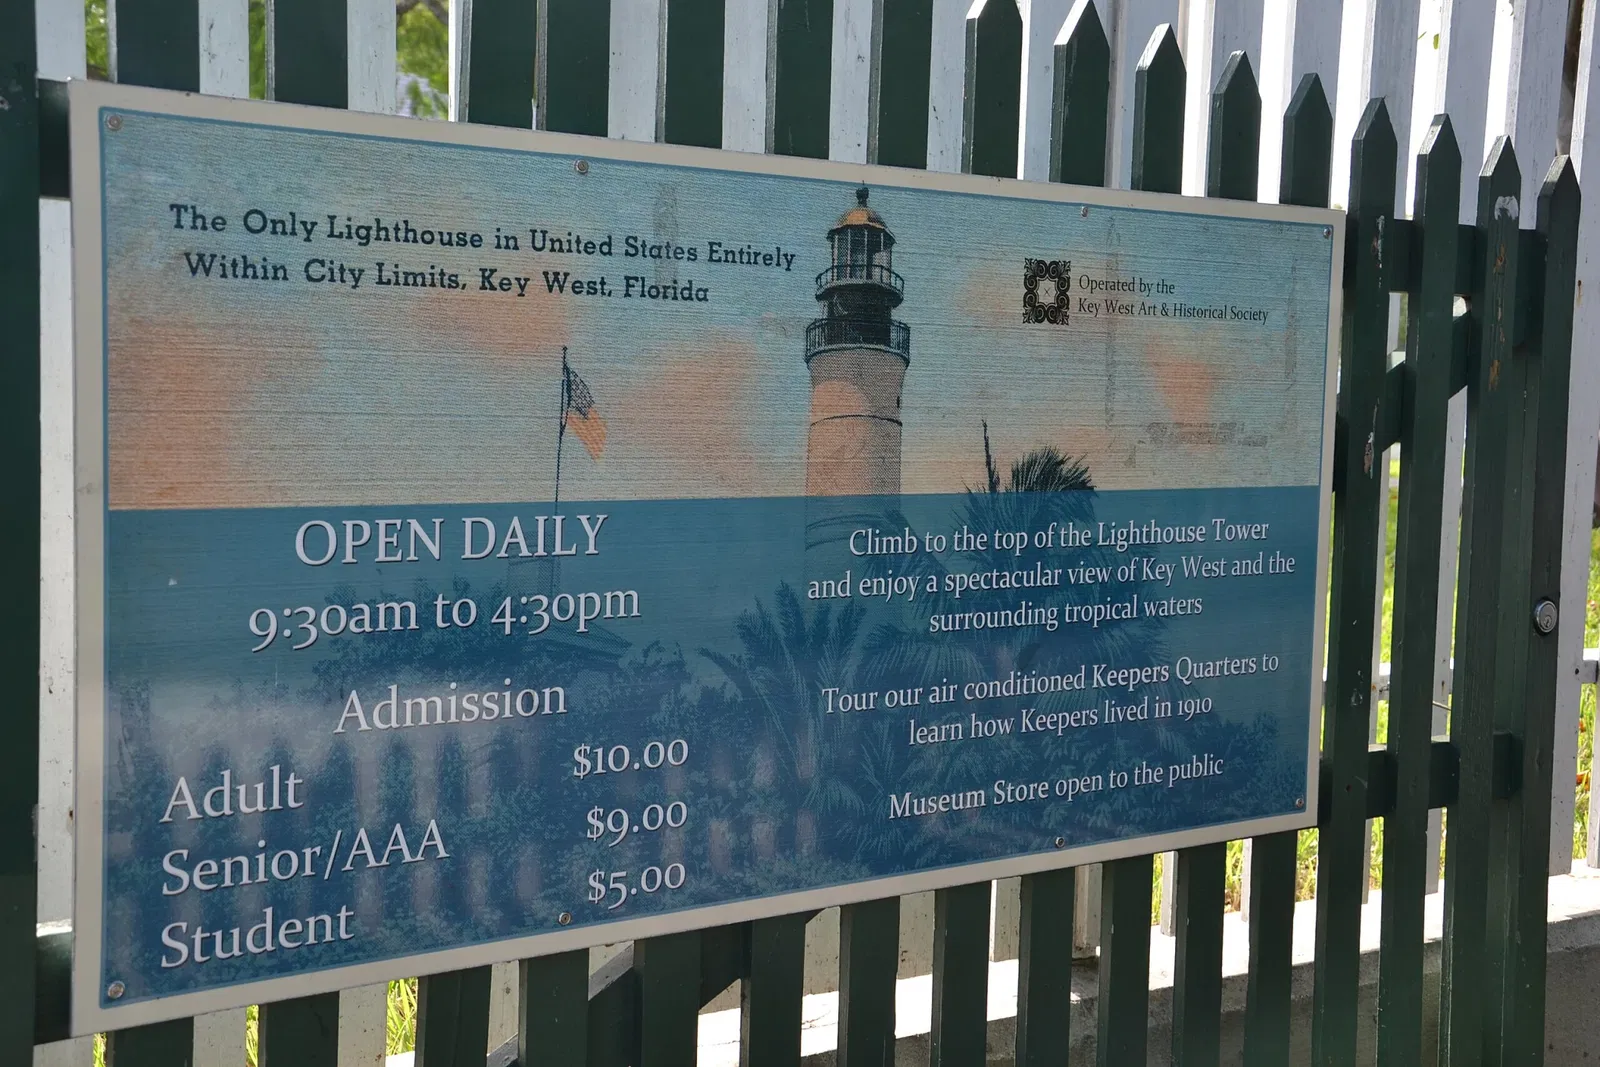 The Only Lighthouse in United States Entirely
Within City Limits, Key West, Florida
Operated by the
Key West Art & Historical Society
OPEN DAILY
9:30am to 4:30pm
Admission
Adult $10.00
Senior/AAA $9.00
Student $5.00
Climb to the top of the Lighthouse Tower
and enjoy a spectacular view of Key West and the
surrounding tropical waters
Tour our air conditioned Keepers Quarters to
learn how Keepers lived in 1910
Museum Store open to the public